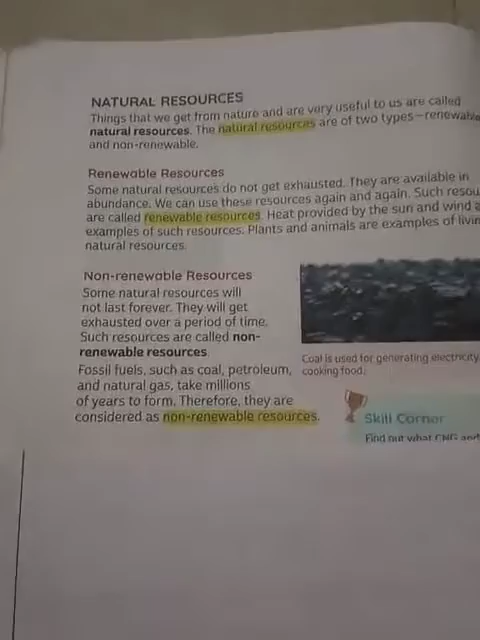 NATURAL RESOURCES
Things that we get from nature and are very useful to us are called
natural resources. The natural resources are of two types—renewable
and non-renewable.
Renewable Resources
Some natural resources do not get exhausted. They are available in
abundance. We can use these resources again and again. Such
are called renewable resources. Heat provided by the sun and wind
examples of such resources. Plants and animals are examples of
natural resources.
Non-renewable Resources
Some natural resources will
not last forever. They will get
exhausted over a period of time.
Such resources are called non-
renewable resources.
Fossil fuels, such as coal, petroleum,
and natural gas, take millions
of years to form. Therefore, they are
considered as non-renewable resources.
Coal is used for generating electricity
cooking food.
Skill Corner
Find out what CNG and